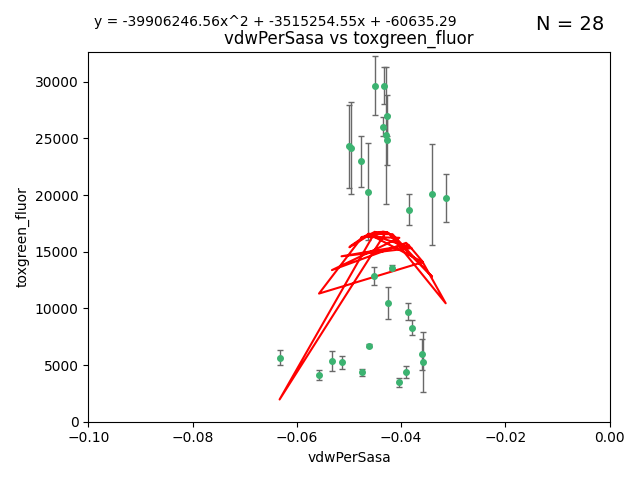 y = -39906246.56x^2 + -3515254.55x + -60635.29
N = 28
vdwPerSasa vs toxgreen_fluor
30000
25000
20000
15000
10000
5000
0
toxgreen_fluor
−0.10
−0.08
−0.06
−0.04
−0.02
0.00
vdwPerSasa